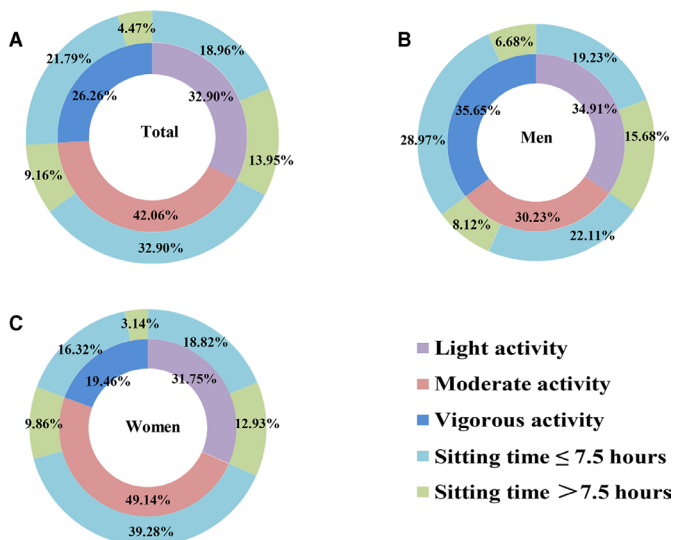 A
4.47%
18.96%
21.79%
26.26%
32.90%
Total
13.95%
9.16%
42.06%
32.90%
B
6.68%
19.23%
35.65%
34.91%
28.97%
Men
15.68%
8.12%
30.23%
22.11%
C
3.14%
18.82%
16.32%
19.46%
31.75%
9.86%
Women
12.93%
49.14%
39.28%
Light activity
Moderate activity
Vigorous activity
Sitting time ≤ 7.5 hours
Sitting time >7.5 hours